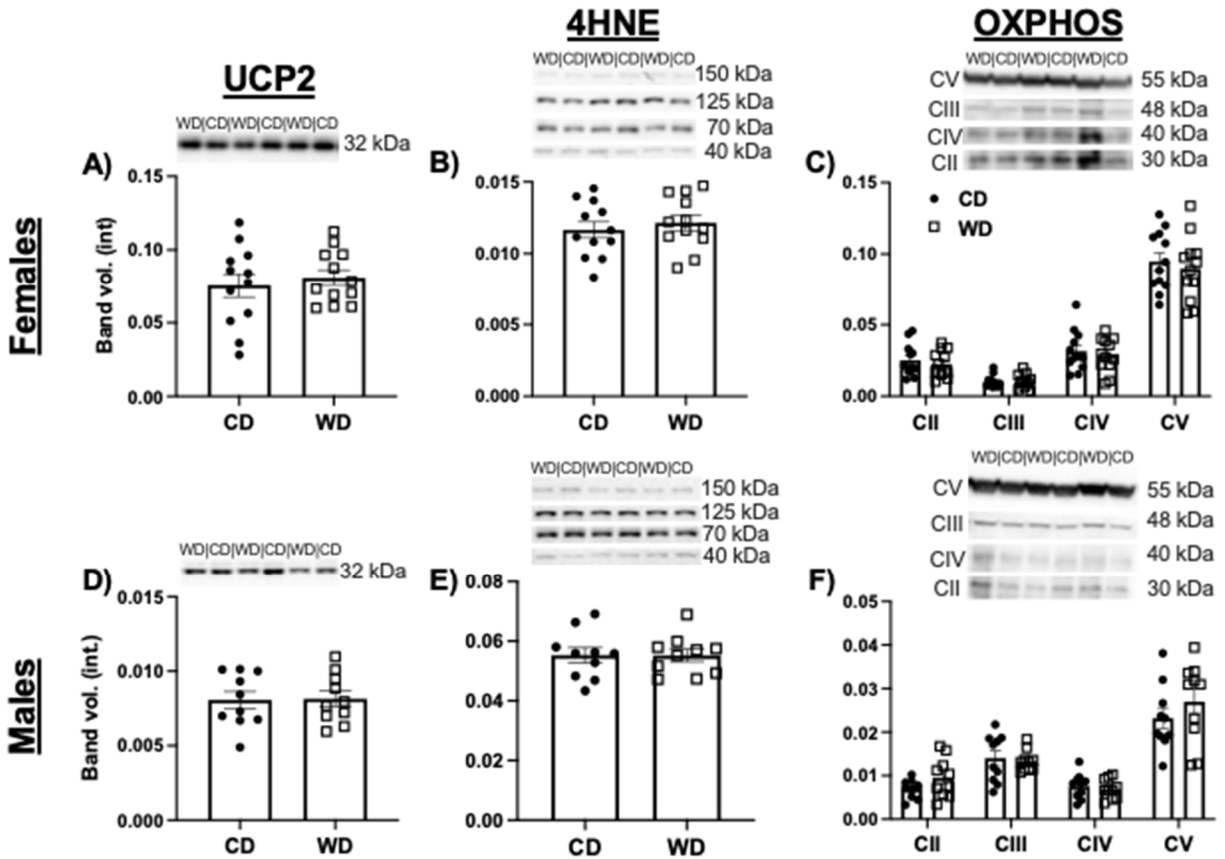 4HNE
OXPHOS
UCP2
WD|CD|WD|CD|WD|CD
32 kDa
WD|CD|WD|CD|WD|CD
150 kDa
125 kDa
70 kDa
40 kDa
WD|CD|WD|CD|WD|CD
CV 55 kDa
CIII 48 kDa
CIV 40 kDa
CII 30 kDa
Females
A)
Band vol. (int)
0.15
0.10
0.05
0.00
CD WD
B)
0.015
0.010
0.005
0.000
CD WD
C)
0.15
0.10
0.05
0.00
CD
WD
CII CIII CIV CV
Males
WD|CD|WD|CD|WD|CD
32 kDa
D)
Band vol. (int.)
0.015
0.010
0.005
0.000
CD WD
WD|CD|WD|CD|WD|CD
150 kDa
125 kDa
70 kDa
40 kDa
E)
0.08
0.06
0.04
0.02
0.00
CD WD
WD|CD|WD|CD|WD|CD
CV 55 kDa
CIII 48 kDa
CIV 40 kDa
CII 30 kDa
F)
0.05
0.04
0.03
0.02
0.01
0.00
CII CIII CIV CV